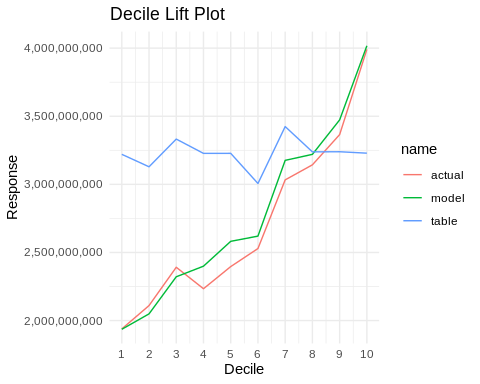 Decile Lift Plot
4,000,000,000
3,500,000,000
3,000,000,000
2,500,000,000
2,000,000,000
Response
1 2 3 4 5 6 7 8 9 10
Decile
name
actual
model
table